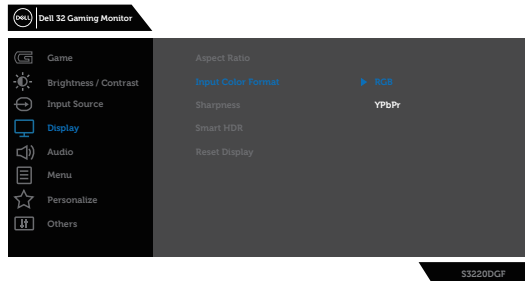 DELL
Dell 32 Gaming Monitor
Game
Aspect Ratio
Brightness / Contrast
Input Color Format
RGB
Input Source
Sharpness
YPbPr
Display
Smart HDR
Audio
Reset Display
Menu
Personalize
Others
S3220DGF